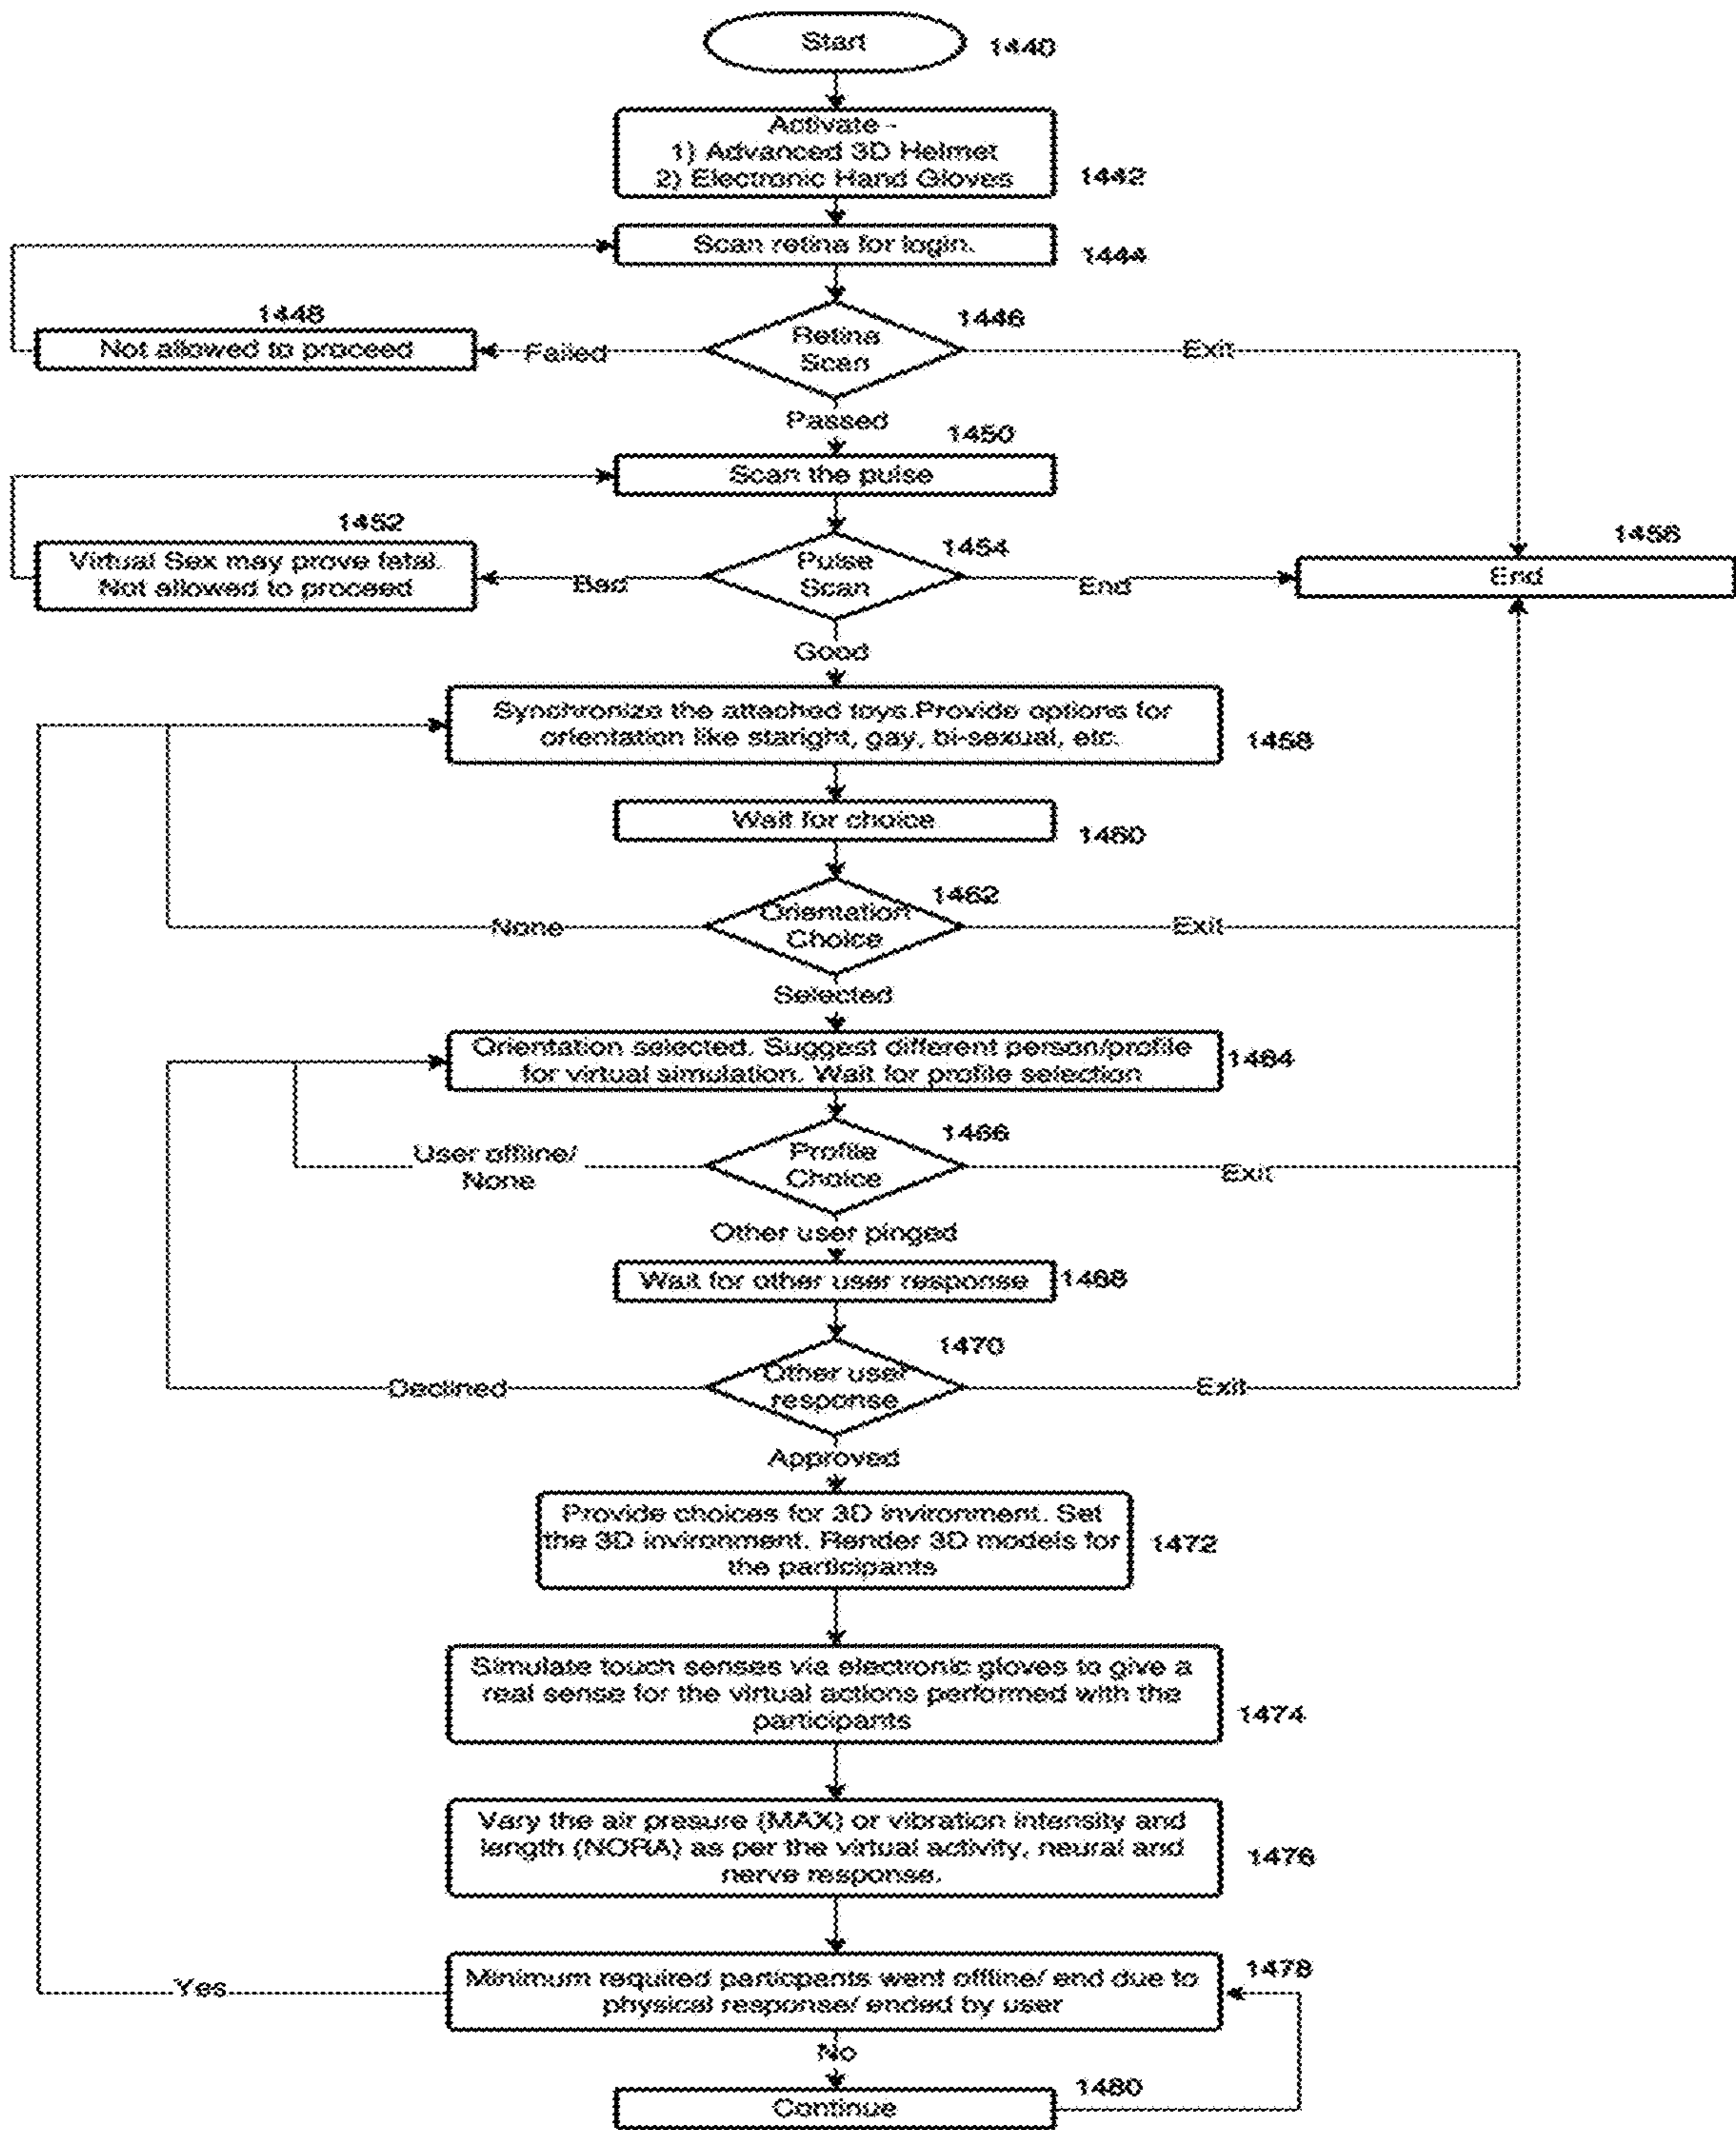 Start
1440
Activate -
1) Advanced 3D Helmet
2) Electronic Hand Gloves
1442
Scan retina for login.
1444
1448
Not allowed to proceed
Failed
Retina
Scan
1446
Exit
Passed
1450
Scan the pulse
1452
Virtual Sex may prove fatal.
Not allowed to proceed
Bad
Pulse
Scan
1454
End
1456
End
Good
Synchronize the attached toys.Provide options for
orientation like staright, gay, bi-sexual, etc.
1458
Wait for choice
1460
1462
Orientation
Choice
None
Exit
Selected
Orientation selected. Suggest different person/profile
for virtual simulation. Wait for profile selection
1464
1466
Profile
Choice
User offline/
None
Exit
Other user pinged
Wait for other user response
1468
1470
Other user
response
Declined
Exit
Approved
Provide choices for 3D invironment. Set
the 3D invironment. Render 3D models for
the participants
1472
Simulate touch senses via electronic gloves to give a
real sense for the virtual actions performed with the
participants
1474
Vary the air presure (MAX) or vibration intensity and
length (NORA) as per the virtual activity, neural and
nerve response.
1476
Minimum required particpants went offline/ end due to
physical response/ ended by user
1478
Yes
No
Continue
1480